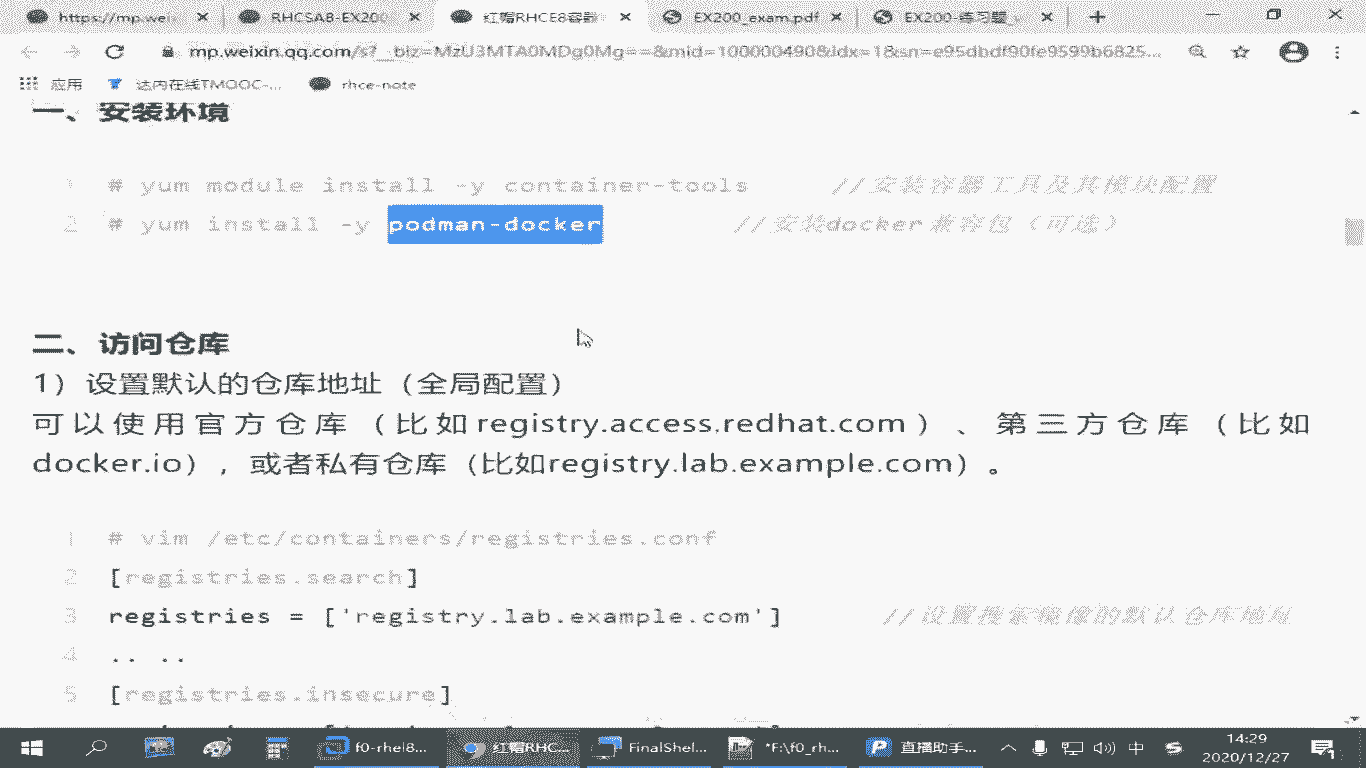 https://mp.wei
RHCSA8-EX200
红帽RHCE8容器
EX200_exam.pdf
EX200-练习题_v
mp.weixin.qq.com/s?__biz=MzU3MTA0MDg0Mg==&mid=100000490&idx=1&sn=e95dbdf90fe9599b6825...
应用
达内在线TMOOC-...
rhce-note
一、安装环境
1 # yum module install -y container-tools //安装容器工具及其模块配置
2 # yum install -y podman-docker //安装docker兼容包（可选）
二、访问仓库
1）设置默认的仓库地址（全局配置）
可以使用官方仓库（比如registry.access.redhat.com）、第三方仓库（比如
docker.io），或者私有仓库（比如registry.lab.example.com）。
1 # vim /etc/containers/registries.conf
2 [registries.search]
3 registries = ['registry.lab.example.com'] //设置搜索镜像的默认仓库地址
4 .. ..
5 [registries.insecure]
f0-rhel8...
红帽RHC...
FinalShel...
*F:\f0_rh...
直播助手...
中
14:29
2020/12/27